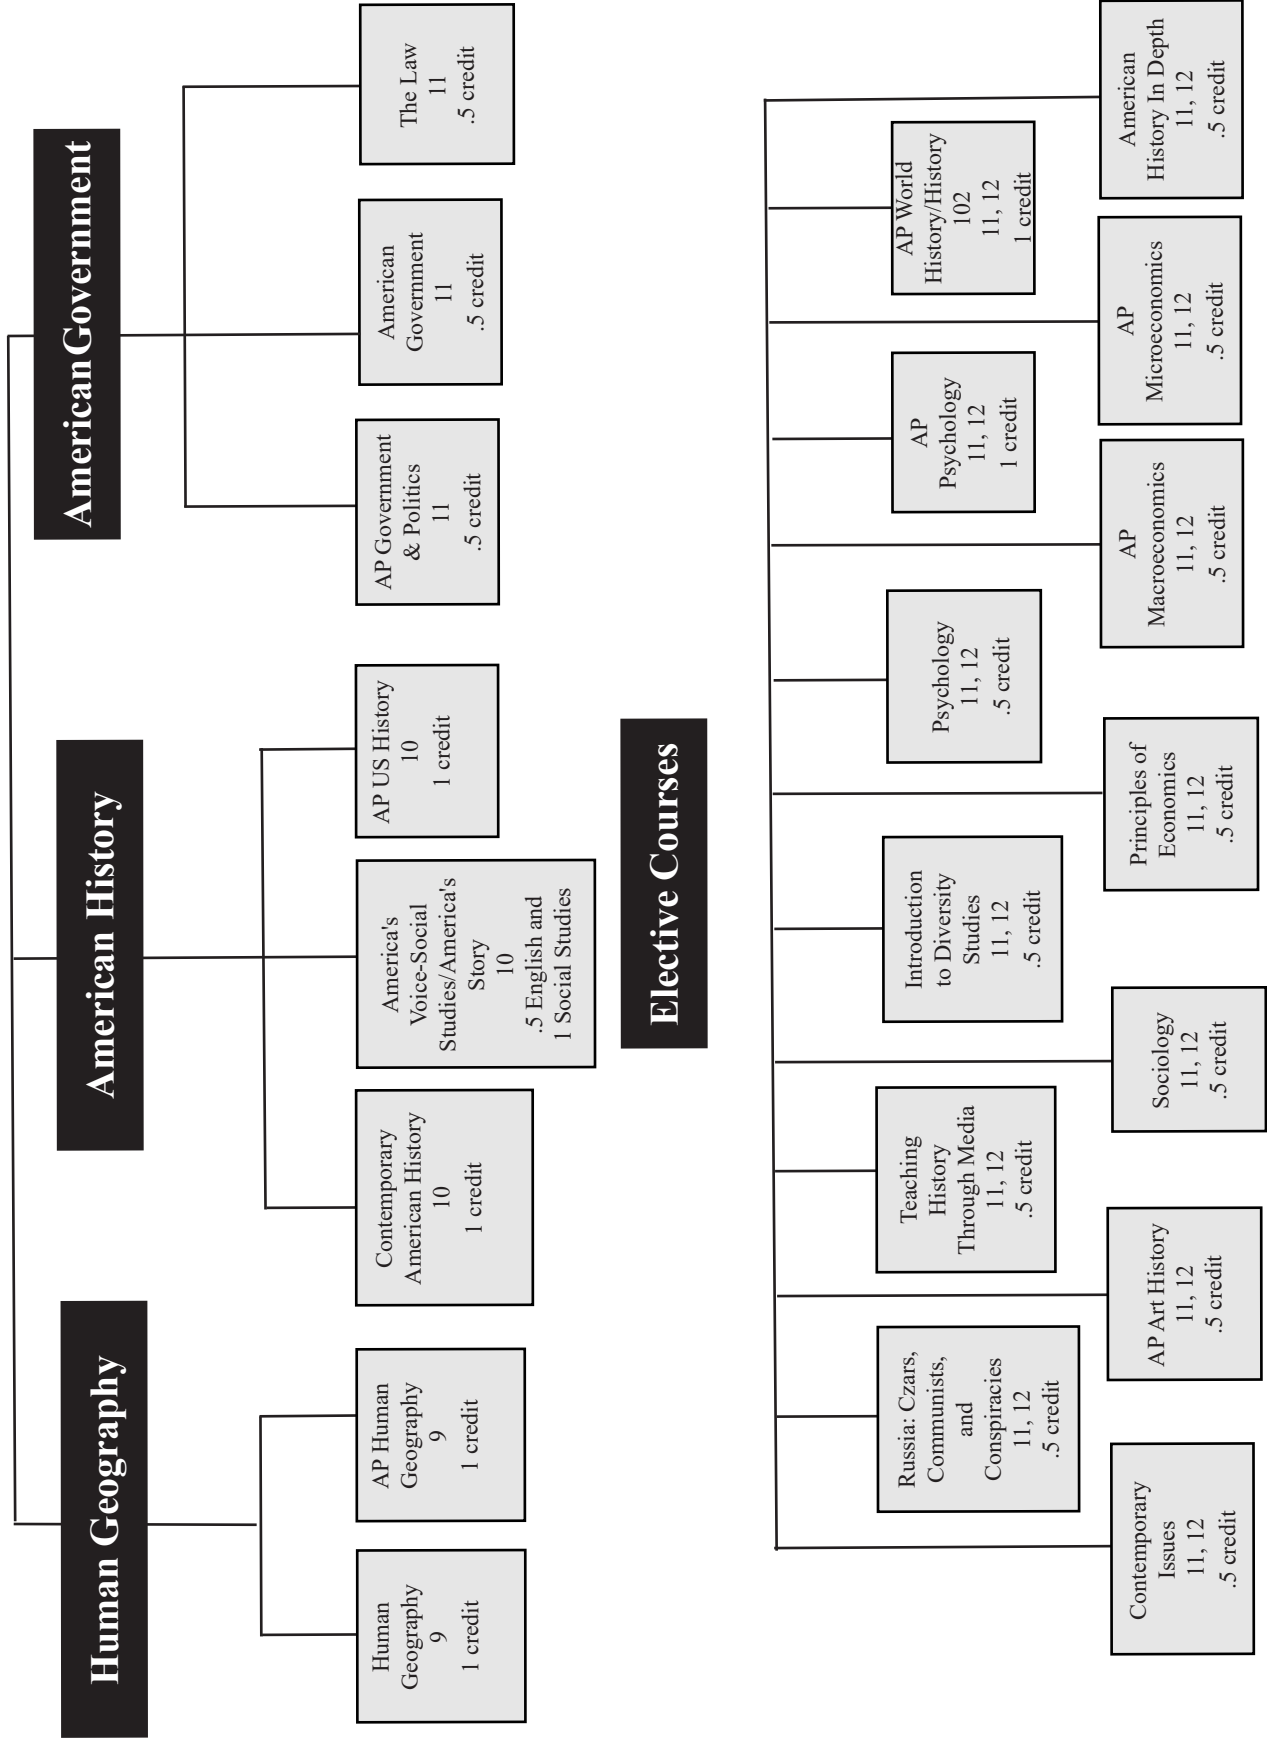 Human Geography
American History
American Government
Human
Geography
9
1 credit
AP Human
Geography
9
1 credit
Contemporary
American History
10
1 credit
America's
Voice-Social
Studies/America's
Story
10
.5 English and
1 Social Studies
AP US History
10
1 credit
AP Government
& Politics
11
.5 credit
American
Government
11
.5 credit
The Law
11
.5 credit
Elective Courses
Russia: Czars,
Communists,
and
Conspiracies
11, 12
.5 credit
Teaching
History
Through Media
11, 12
.5 credit
Introduction
to Diversity
Studies
11, 12
.5 credit
Psychology
11, 12
.5 credit
AP
Psychology
11, 12
1 credit
AP World
History/History
102
11, 12
1 credit
Contemporary
Issues
11, 12
.5 credit
AP Art History
11, 12
.5 credit
Sociology
11, 12
.5 credit
Principles of
Economics
11, 12
.5 credit
AP
Macroeconomics
11, 12
.5 credit
AP
Microeconomics
11, 12
.5 credit
American
History In Depth
11, 12
.5 credit